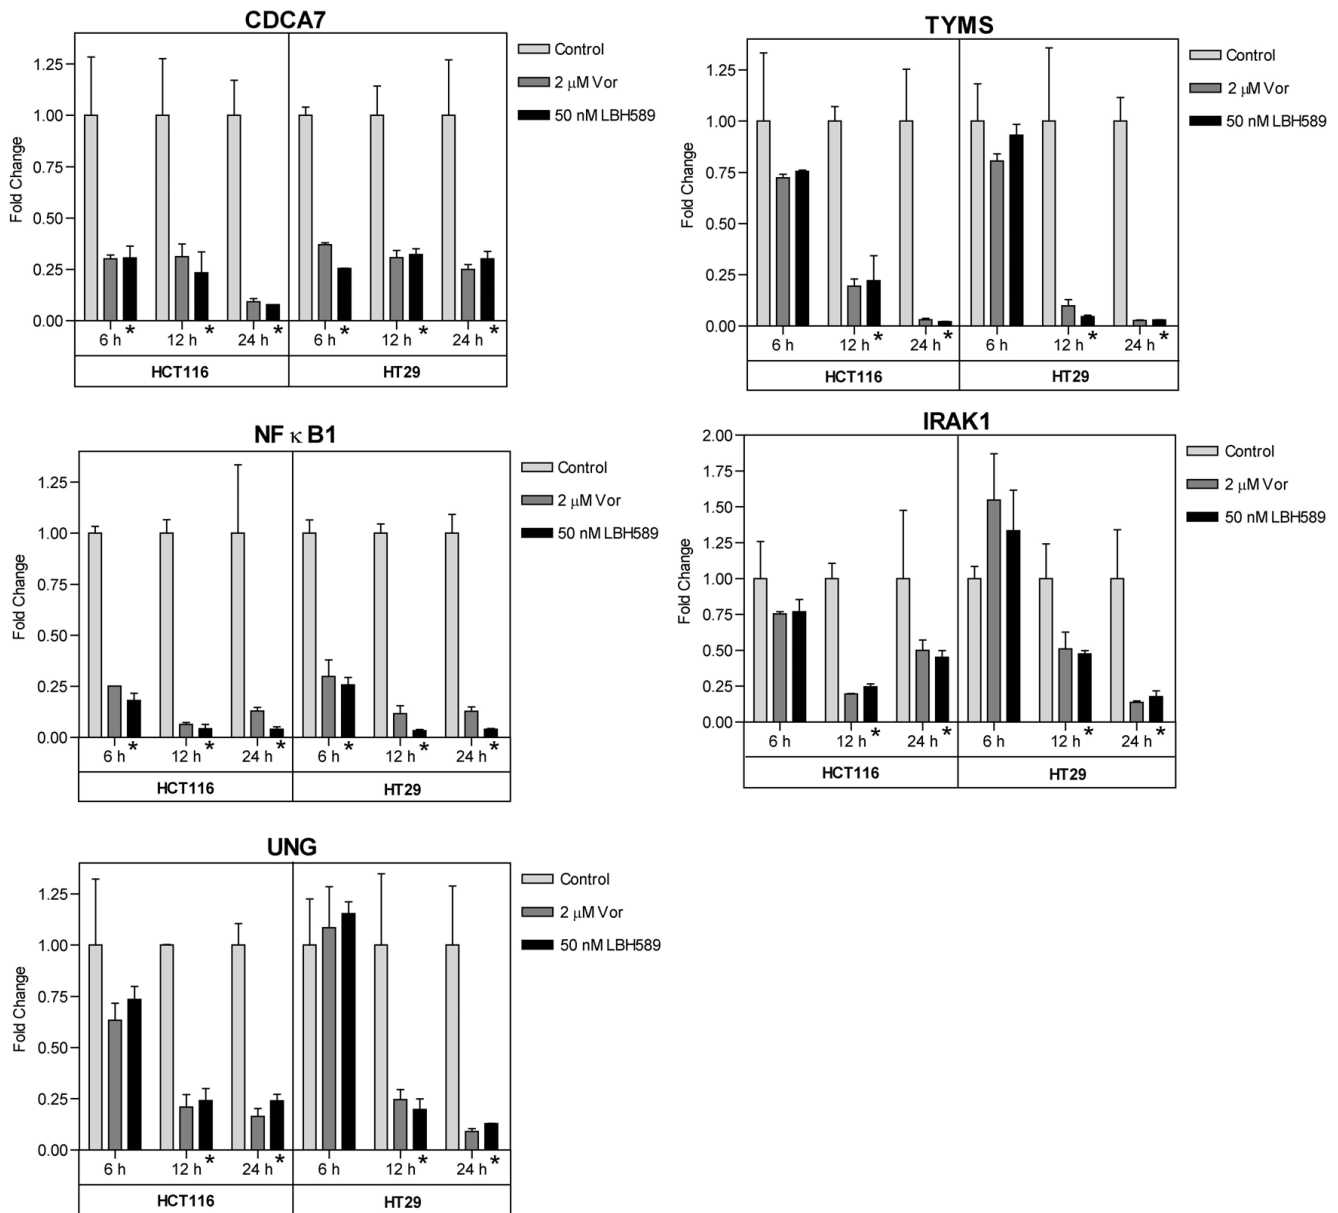 CDCA7
Fold Change
1.25
1.00
0.75
0.50
0.25
0.00
6 h * 12 h * 24 h * 6 h * 12 h * 24 h *
HCT116 HT29
Control
2 μM Vor
50 nM LBH589
TYMS
Fold Change
1.25
1.00
0.75
0.50
0.25
0.00
6 h 12 h * 24 h * 6 h 12 h * 24 h *
HCT116 HT29
Control
2 μM Vor
50 nM LBH589
NF κ B1
Fold Change
1.25
1.00
0.75
0.50
0.25
0.00
6 h * 12 h * 24 h * 6 h * 12 h * 24 h *
HCT116 HT29
Control
2 μM Vor
50 nM LBH589
IRAK1
Fold Change
2.00
1.75
1.50
1.25
1.00
0.75
0.50
0.25
0.00
6 h 12 h * 24 h * 6 h 12 h * 24 h *
HCT116 HT29
Control
2 μM Vor
50 nM LBH589
UNG
Fold Change
1.25
1.00
0.75
0.50
0.25
0.00
6 h 12 h * 24 h * 6 h 12 h * 24 h *
HCT116 HT29
Control
2 μM Vor
50 nM LBH589